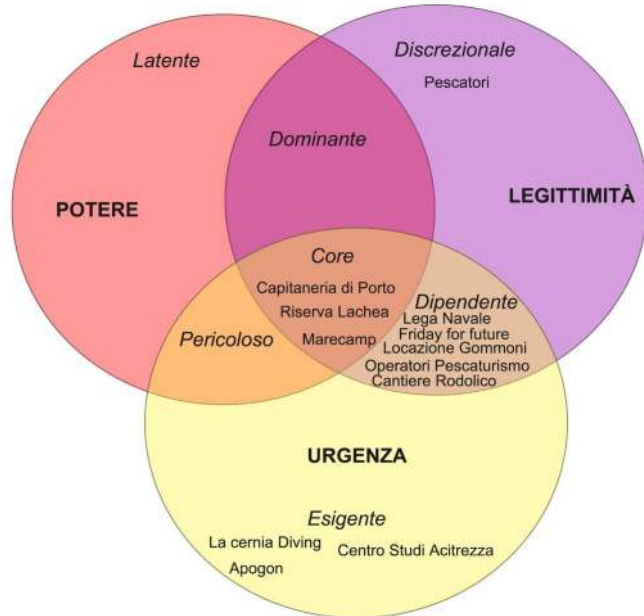 Latente
Discrezionale
Pescatori
Dominante
POTERE
LEGITTIMITÀ
Core
Capitaneria di Porto
Riserva Lachea
Marecamp
Dipendente
Lega Navale
Friday for future
Locazione Gommoni
Operatori Pescaturismo
Cantiere Rodolico
Pericoloso
URGENZA
Esigente
La cernia Diving
Centro Studi Acitrezza
Apogon